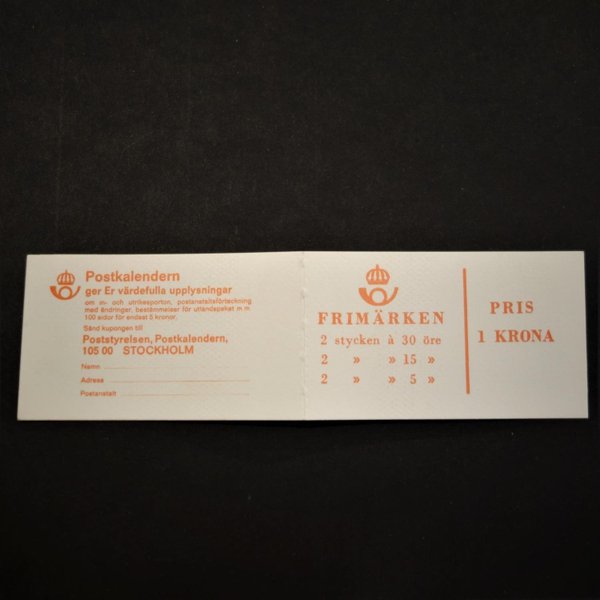 Postkalendern
ger Er värdefulla upplysningar
om in- och utrikesporton, postanstaltsförteckning
med ändringar, bestämmelser för utlandspaket m m
100 sidor för endast 5 kronor.
Sänd kupongen till
Poststyrelsen, Postkalendern,
105 00 STOCKHOLM
Namn
Adress
Postanstalt
FRIMÄRKEN
2 stycken à 30 öre
2 » » 15 »
2 » » 5 »
PRIS
1 KRONA